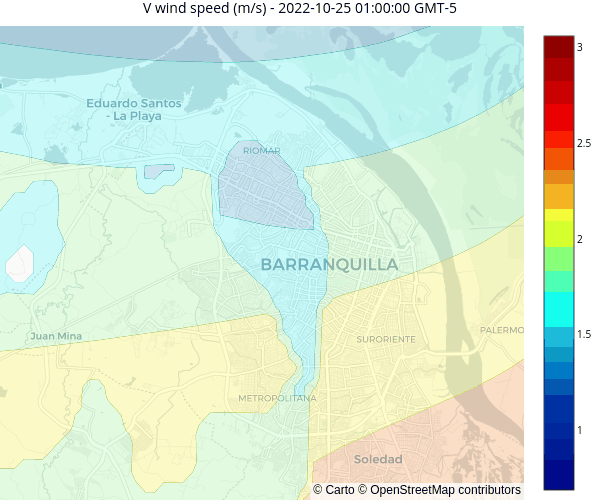 V wind speed (m/s) - 2022-10-25 01:00:00 GMT-5
3
Eduardo Santos
- La Playa
2.5
RIOMAR
2
BARRANQUILLA
1.5
PALERMO
Juan Mina
SURORIENTE
METROPOLITANA
1
Soledad
© Carto © OpenStreetMap contributors